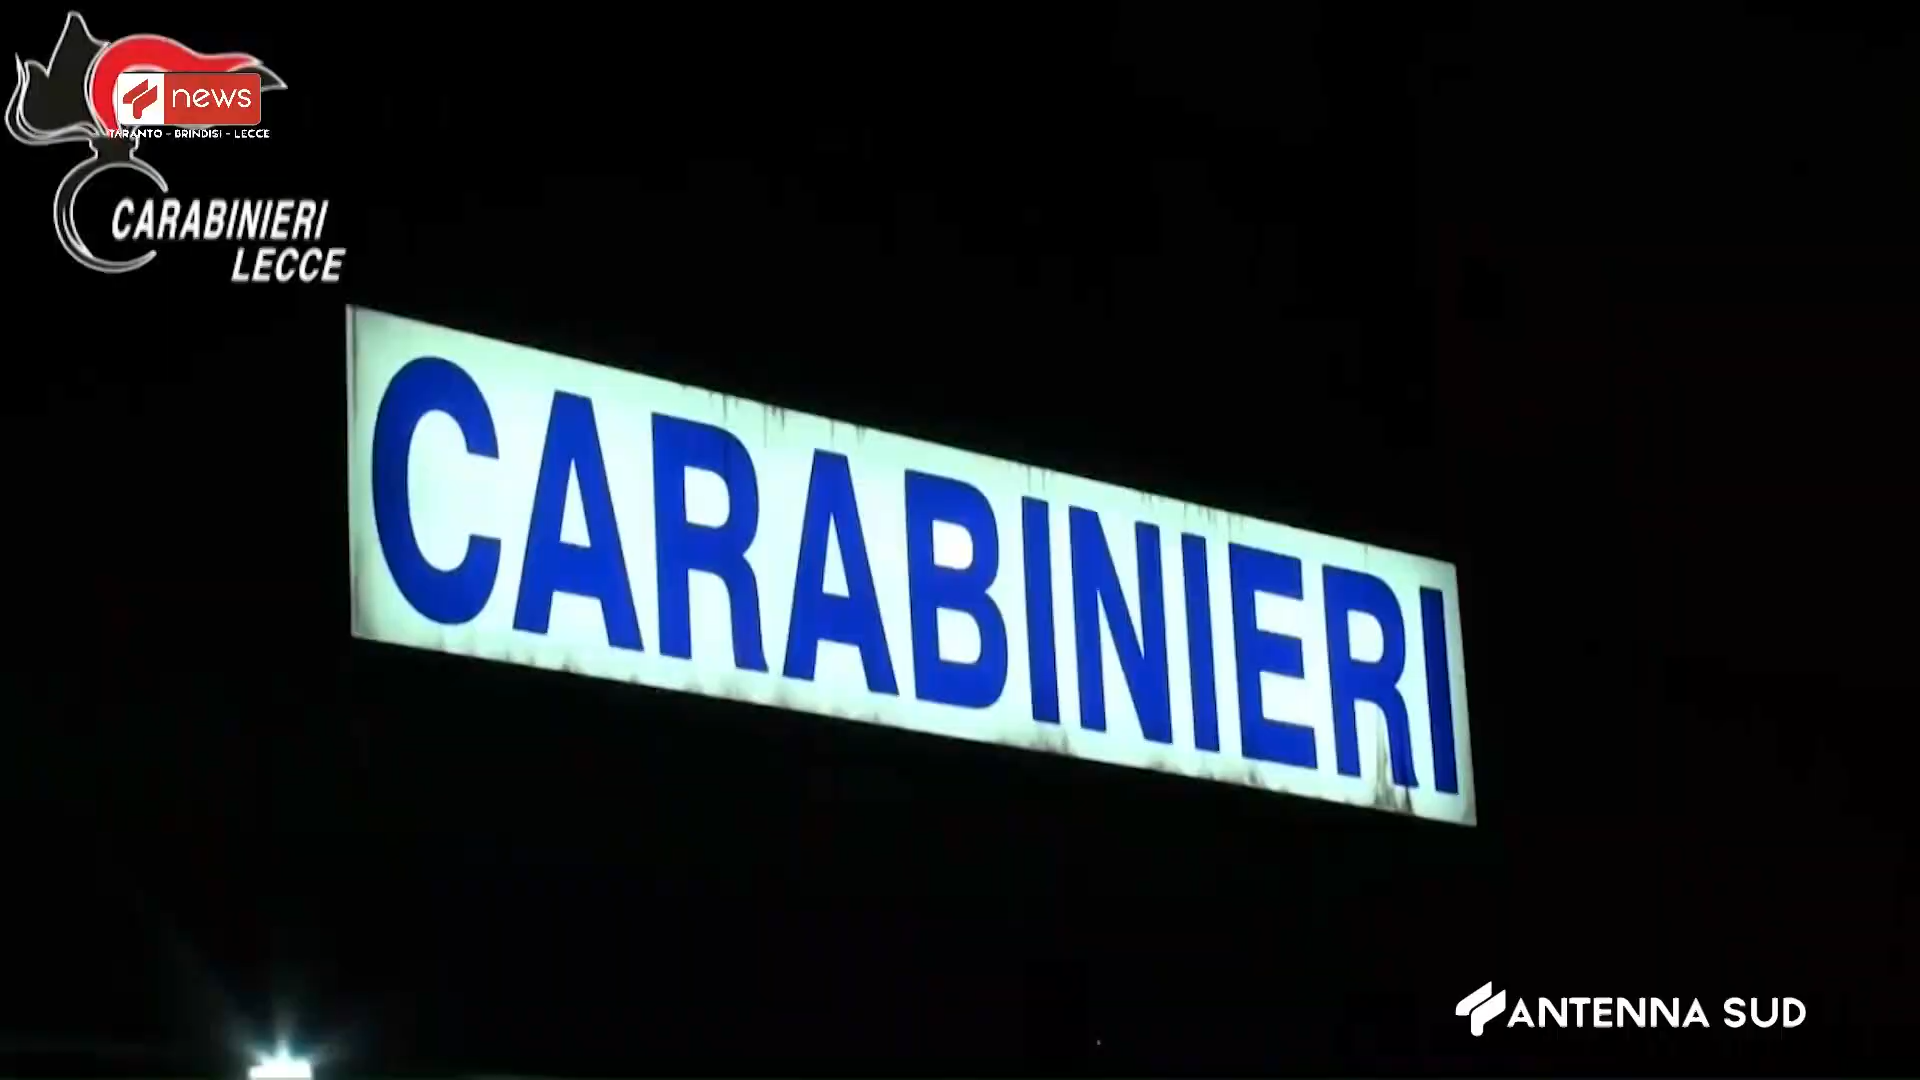 news
TARANTO - BRINDISI - LECCE
CARABINIERI
LECCE
CARABINIERI
ANTENNA SUD